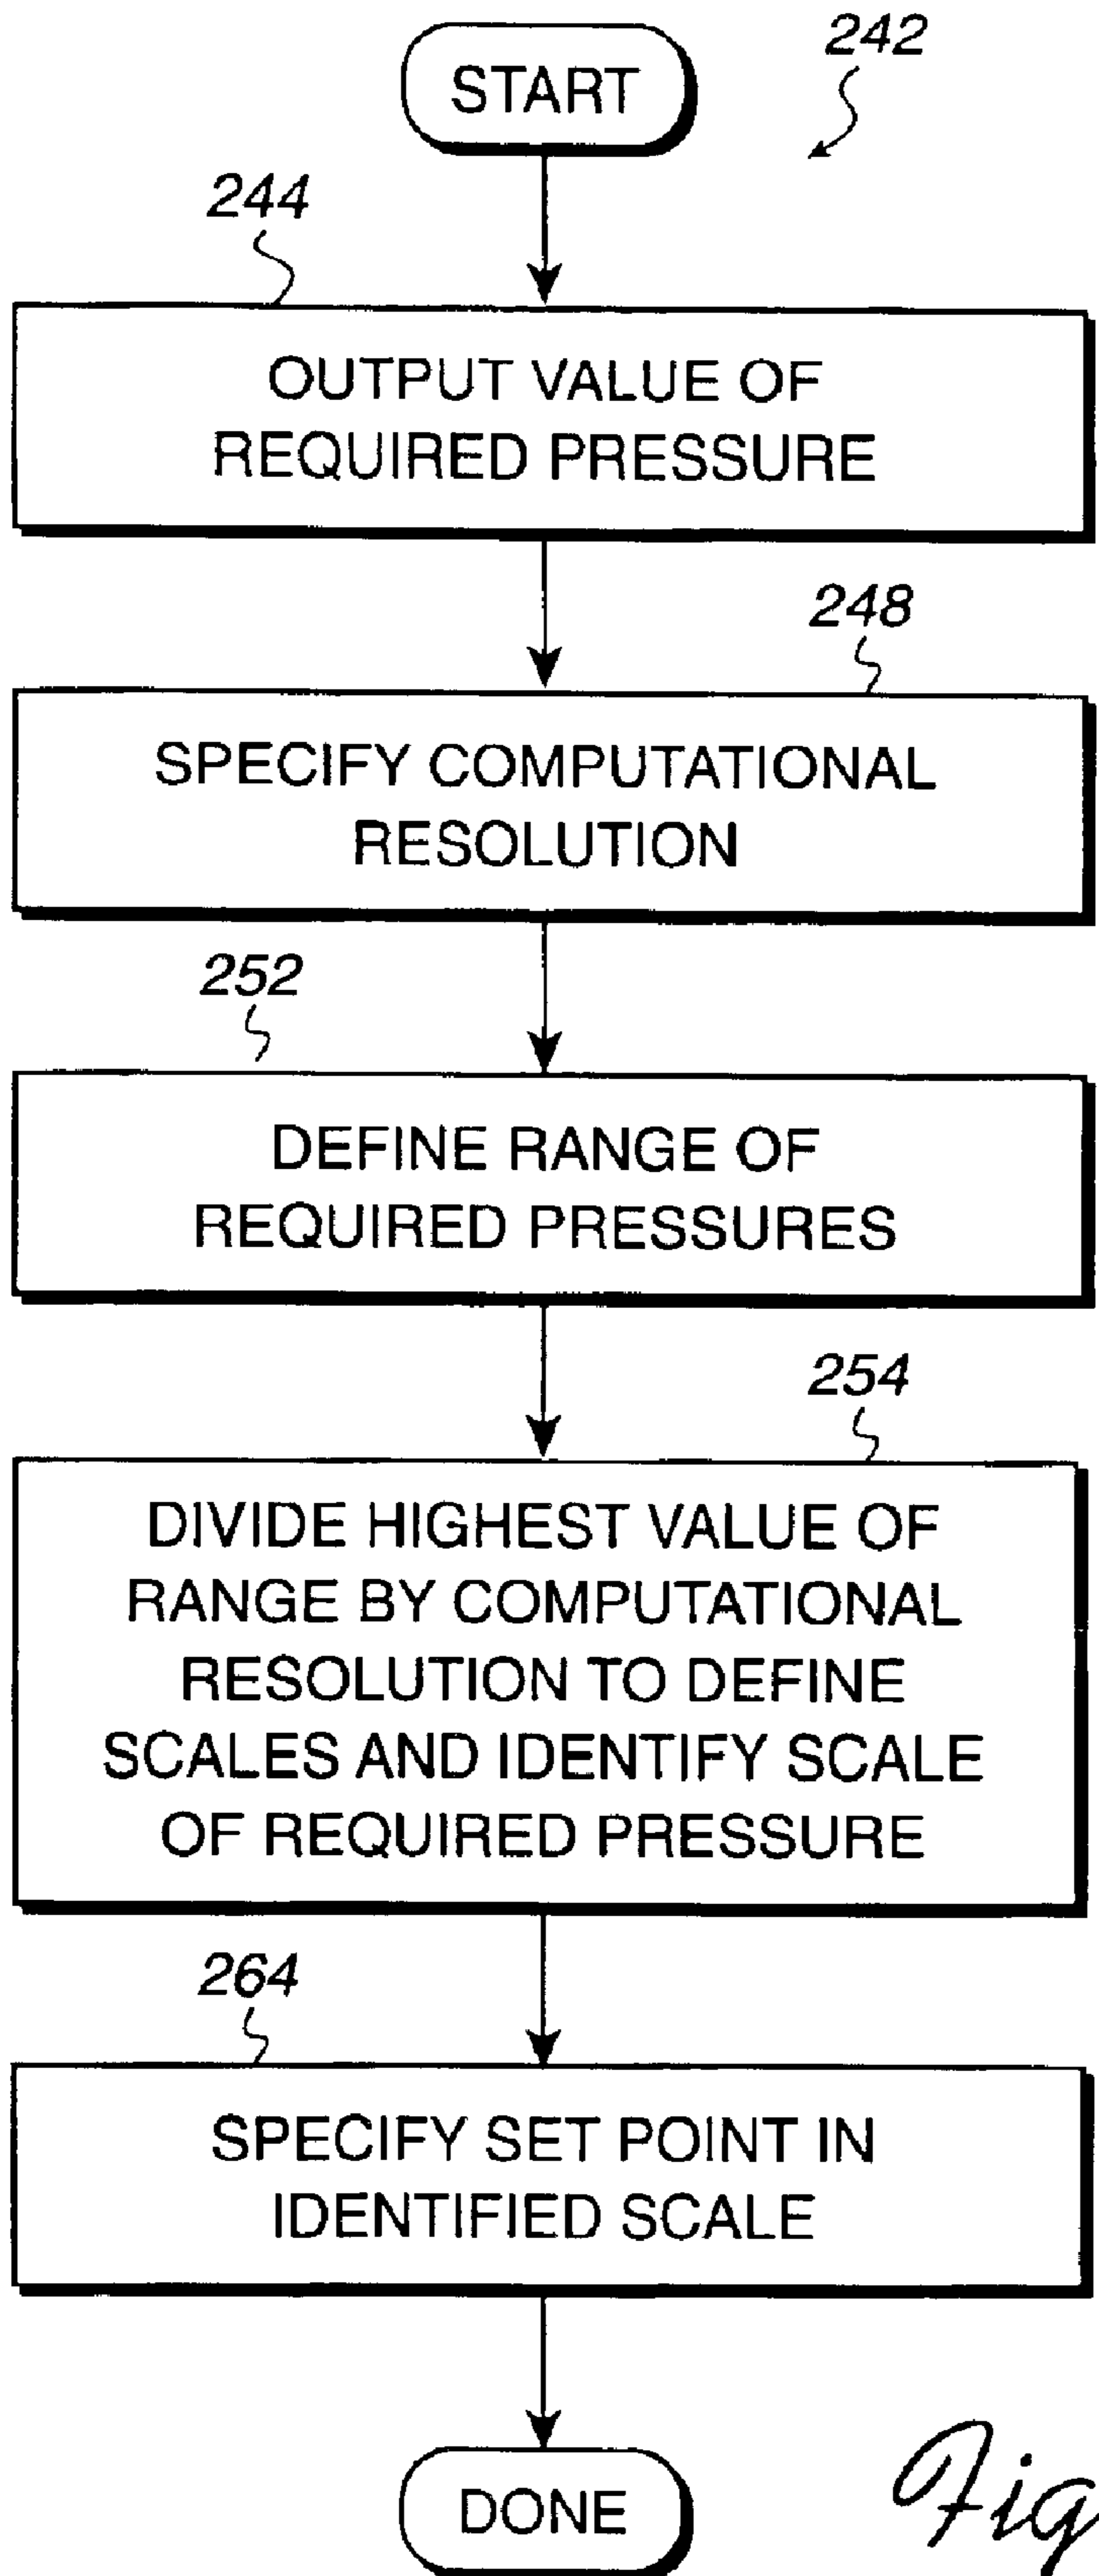 242
START
244
OUTPUT VALUE OF
REQUIRED PRESSURE
248
SPECIFY COMPUTATIONAL
RESOLUTION
252
DEFINE RANGE OF
REQUIRED PRESSURES
254
DIVIDE HIGHEST VALUE OF
RANGE BY COMPUTATIONAL
RESOLUTION TO DEFINE
SCALES AND IDENTIFY SCALE
OF REQUIRED PRESSURE
264
SPECIFY SET POINT IN
IDENTIFIED SCALE
DONE
Fig